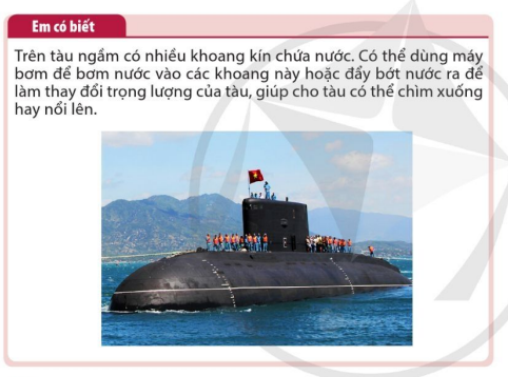 Em có biết
Trên tàu ngầm có nhiều khoang kín chứa nước. Có thể dùng máy
bơm để bơm nước vào các khoang này hoặc đẩy bớt nước ra để
làm thay đổi trọng lượng của tàu, giúp cho tàu có thể chìm xuống
hay nổi lên.